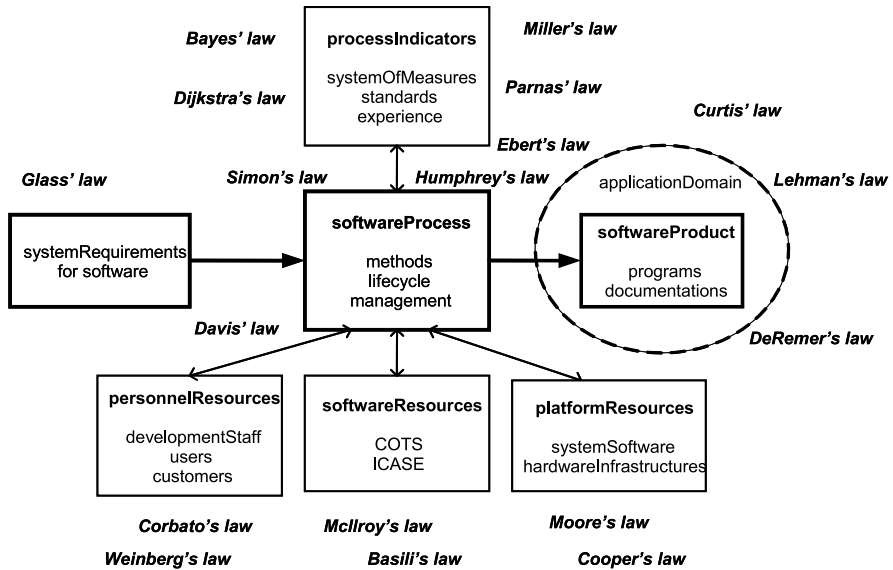 Bayes’ law
processIndicators
Miller’s law
systemOfMeasures
standards
experience
Dijkstra’s law
Parnas’ law
Curtis’ law
Ebert’s law
Glass’ law
Simon’s law
Humphrey’s law
applicationDomain
Lehman’s law
systemRequirements
for software
softwareProcess
methods
lifecycle
management
softwareProduct
programs
documentations
Davis’ law
DeRemer’s law
personnelResources
developmentStaff
users
customers
softwareResources
COTS
ICASE
platformResources
systemSoftware
hardwareInfrastructures
Corbato’s law
McIlroy’s law
Moore’s law
Weinberg’s law
Basili’s law
Cooper’s law